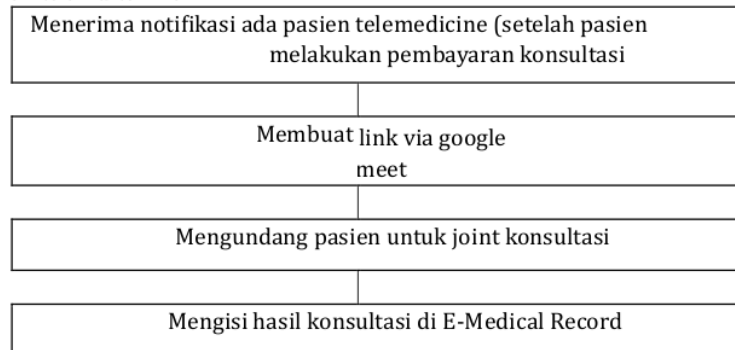 Menerima notifikasi ada pasien telemedicine (setelah pasien
melakukan pembayaran konsultasi
Membuat link via google
meet
Mengundang pasien untuk joint konsultasi
Mengisi hasil konsultasi di E-Medical Record